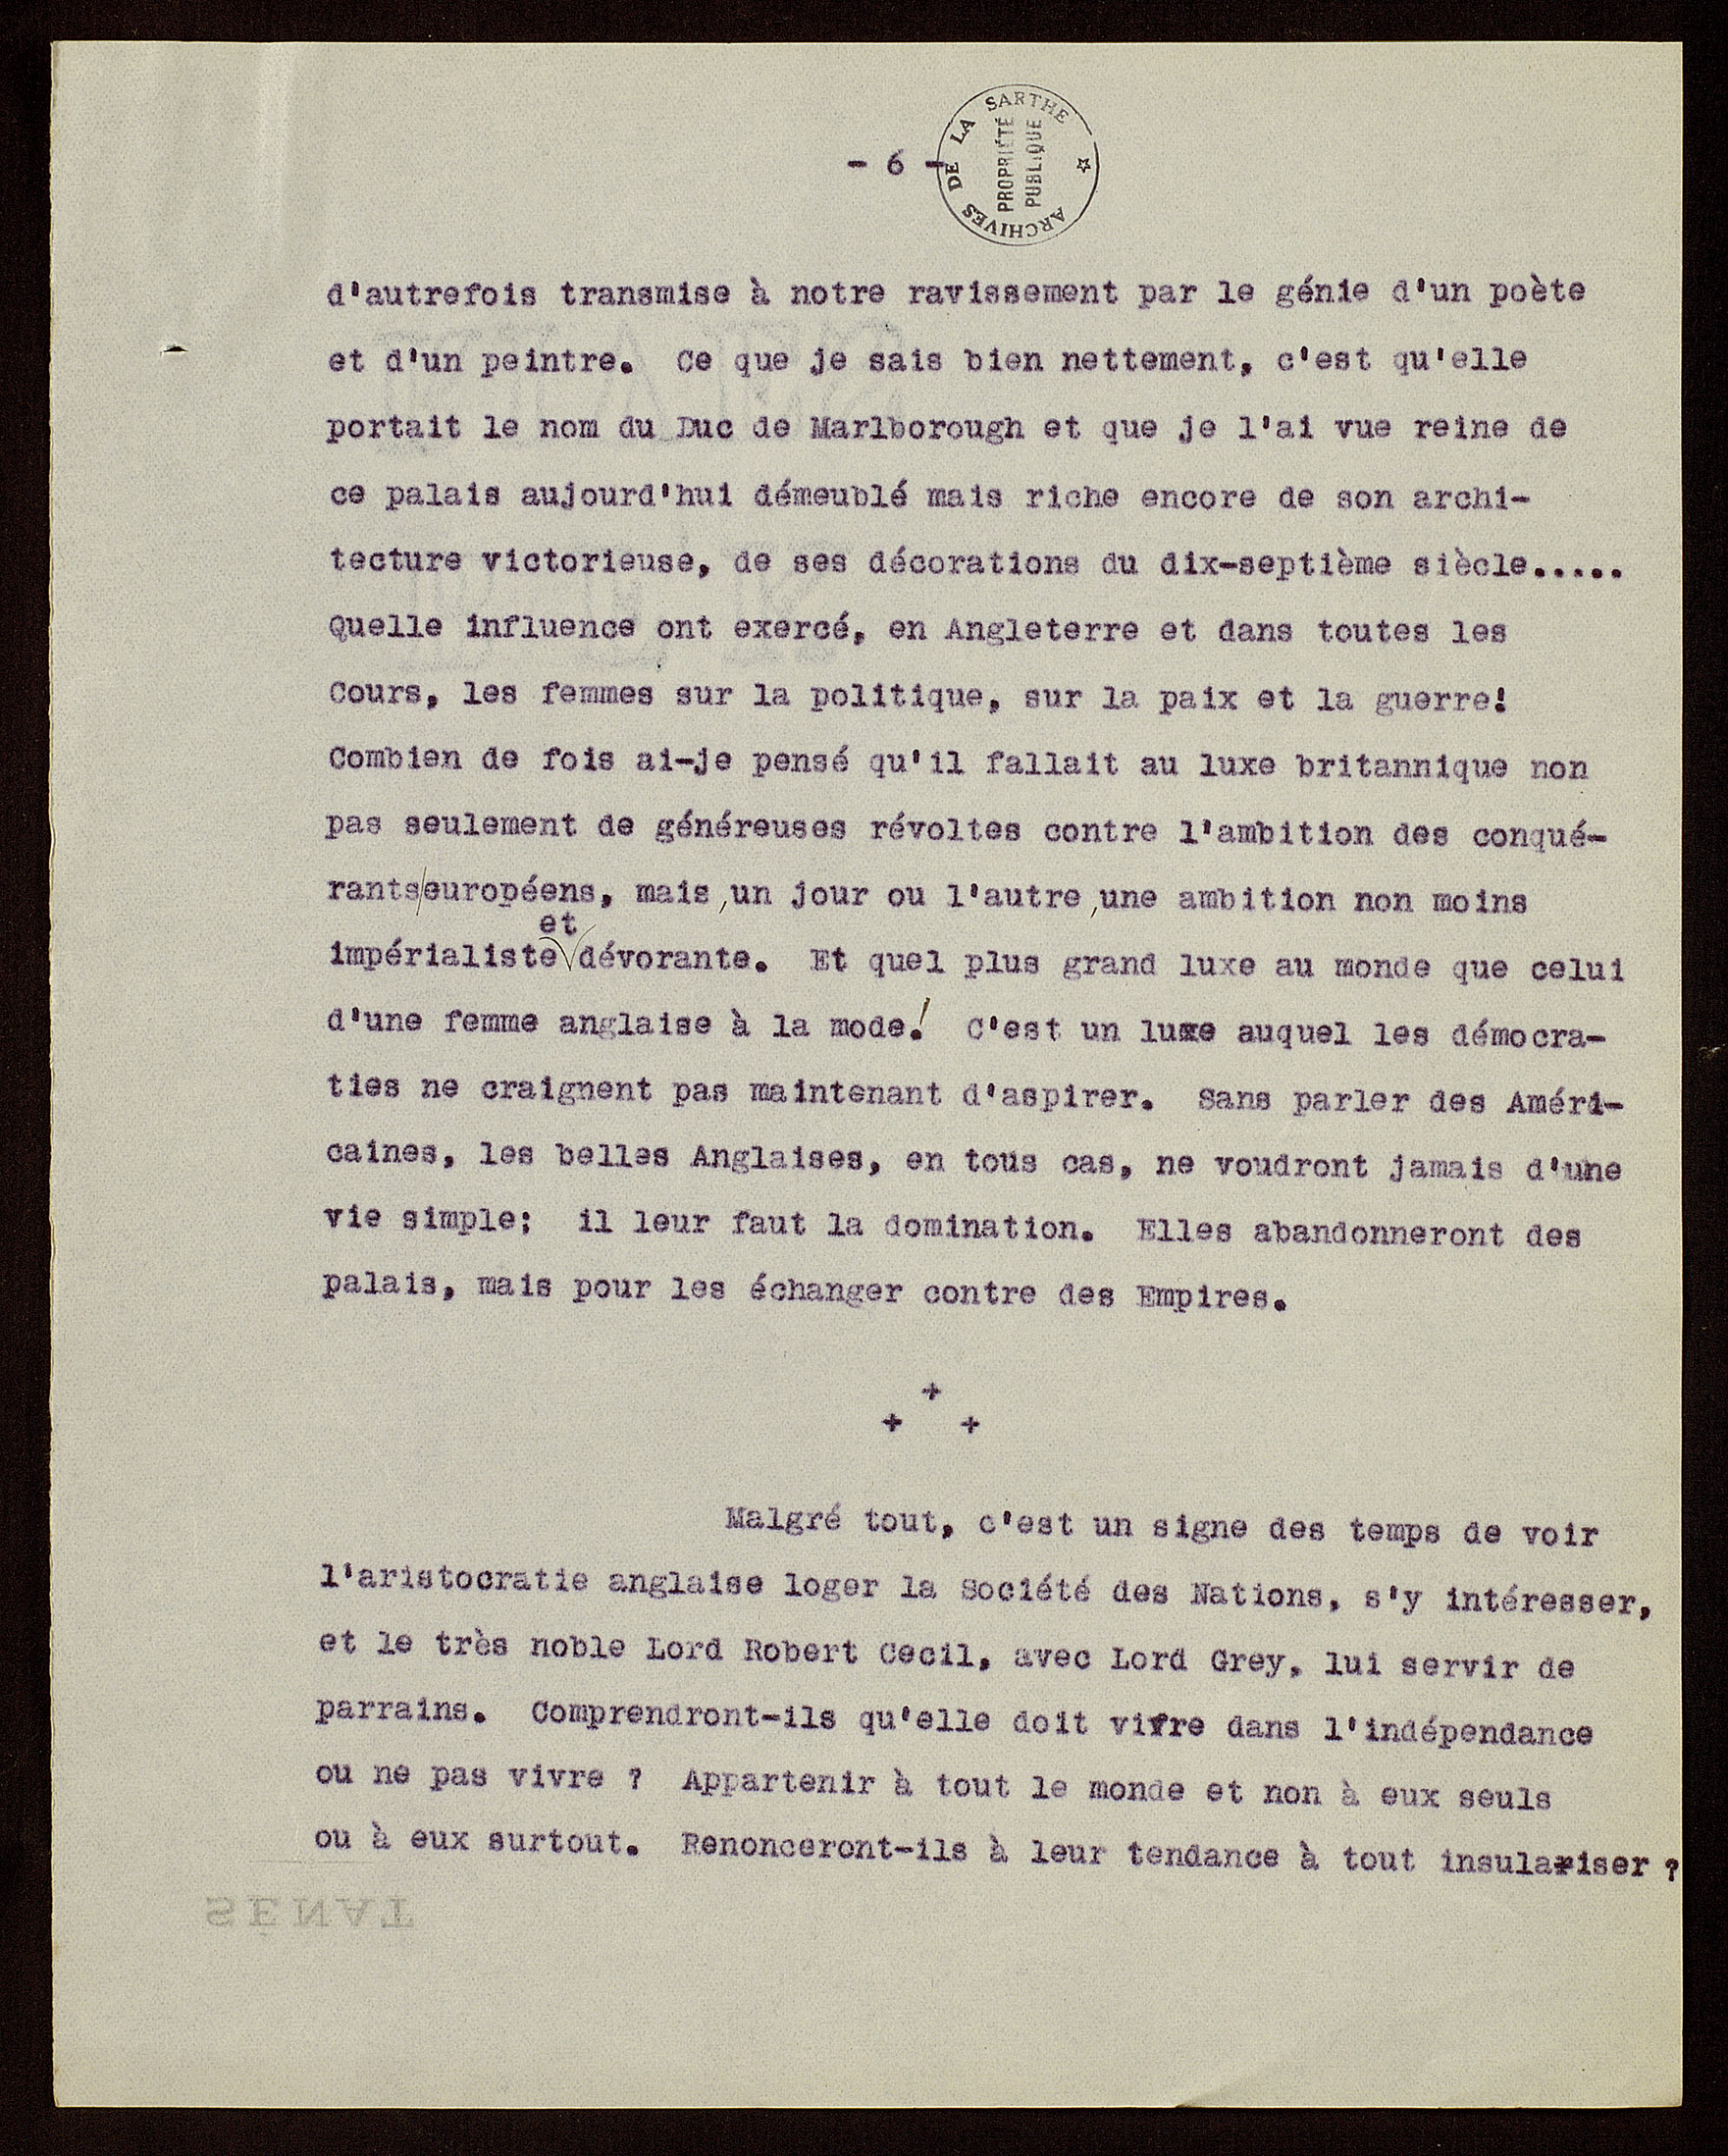 - 6 -
ARCHIVES DE LA SARTHE
PROPRIÉTÉ
PUBLIQUE
d'autrefois transmise à notre ravissement par le génie d'un poète
et d'un peintre. Ce que je sais bien nettement, c'est qu'elle
portait le nom du Duc de Marlborough et que je l'ai vue reine de
ce palais aujourd'hui démeublé mais riche encore de son archi-
tecture victorieuse, de ses décorations du dix-septième siècle.....
Quelle influence ont exercé, en Angleterre et dans toutes les
Cours, les femmes sur la politique, sur la paix et la guerre!
Combien de fois ai-je pensé qu'il fallait au luxe britannique non
pas seulement de généreuses révoltes contre l'ambition des conqué-
rants/européens, mais, un jour ou l'autre, une ambition non moins
impérialiste et dévorante. Et quel plus grand luxe au monde que celui
d'une femme anglaise à la mode! C'est un luxe auquel les démocra-
ties ne craignent pas maintenant d'aspirer. Sans parler des Améri-
caines, les belles Anglaises, en tous cas, ne voudront jamais d'une
vie simple; il leur faut la domination. Elles abandonneront des
palais, mais pour les échanger contre des Empires.
+
+ +
Malgré tout, c'est un signe des temps de voir
l'aristocratie anglaise loger la Société des Nations, s'y intéresser,
et le très noble Lord Robert Cecil, avec Lord Grey, lui servir de
parrains. Comprendront-ils qu'elle doit vivre dans l'indépendance
ou ne pas vivre ? Appartenir à tout le monde et non à eux seuls
ou à eux surtout. Renonceront-ils à leur tendance à tout insulariser ?
SÉNAT